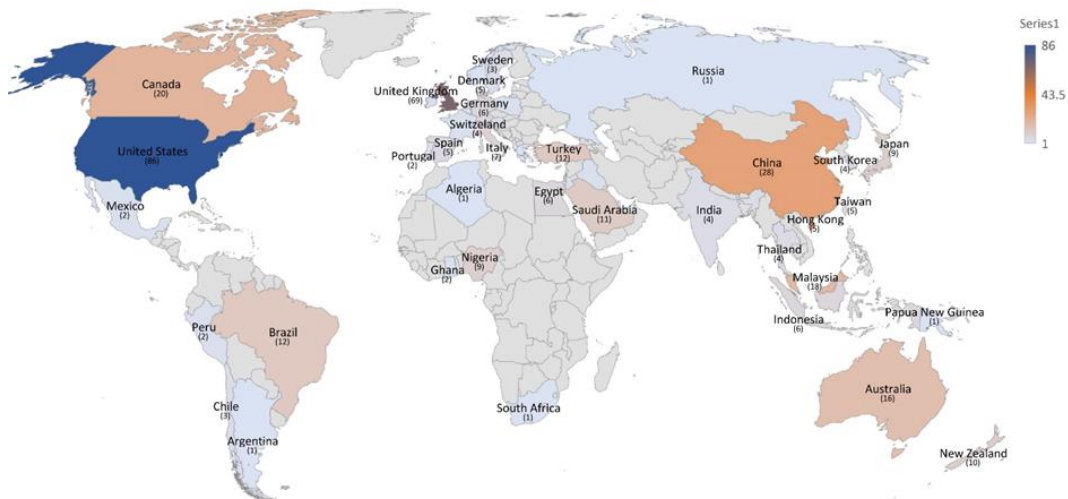 Series1
86
43.5
1
Canada
(20)
United States
(86)
Mexico
(2)
Peru
(2)
Brazil
(12)
Chile
(3)
Argentina
(1)
Sweden
(3)
Denmark
(5)
United Kingdom
(69)
Germany
(6)
Switzeland
(4)
Spain
(5)
Portugal
(2)
Italy
Turkey
(12)
Russia
(1)
Algeria
(1)
Egypt
(6)
Saudi Arabia
(11)
Nigeria
(9)
Ghana
(2)
South Africa
(1)
China
(28)
South Korea
(4)
Japan
(9)
Taiwan
(5)
Hong Kong
(5)
India
(4)
Thailand
(4)
Malaysia
(18)
Indonesia
(6)
Papua New Guinea
(1)
Australia
(16)
New Zealand
(10)